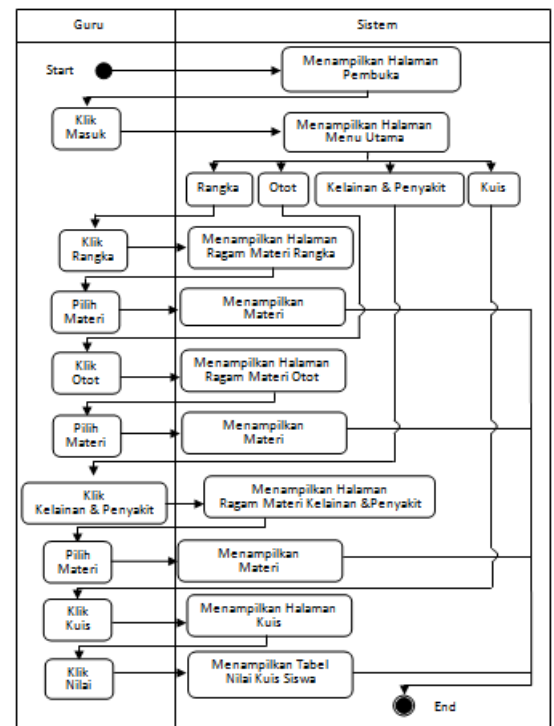 Guru
Sistem
Start
Menampilkan Halaman
Pembuka
Klik
Masuk
Menampilkan Halaman
Menu Utama
Rangka
Otot
Kelainan & Penyakit
Kuis
Klik
Rangka
Menampilkan Halaman
Ragam Materi Rangka
Pilih
Materi
Menampilkan
Materi
Klik
Otot
Menampilkan Halaman
Ragam Materi Otot
Pilih
Materi
Menampilkan
Materi
Klik
Kelainan & Penyakit
Menampilkan Halaman
Ragam Materi Kelainan &Penyakit
Pilih
Materi
Menampilkan
Materi
Klik
Kuis
Menampilkan Halaman
Kuis
Klik
Nilai
Menampilkan Tabel
Nilai Kuis Siswa
End